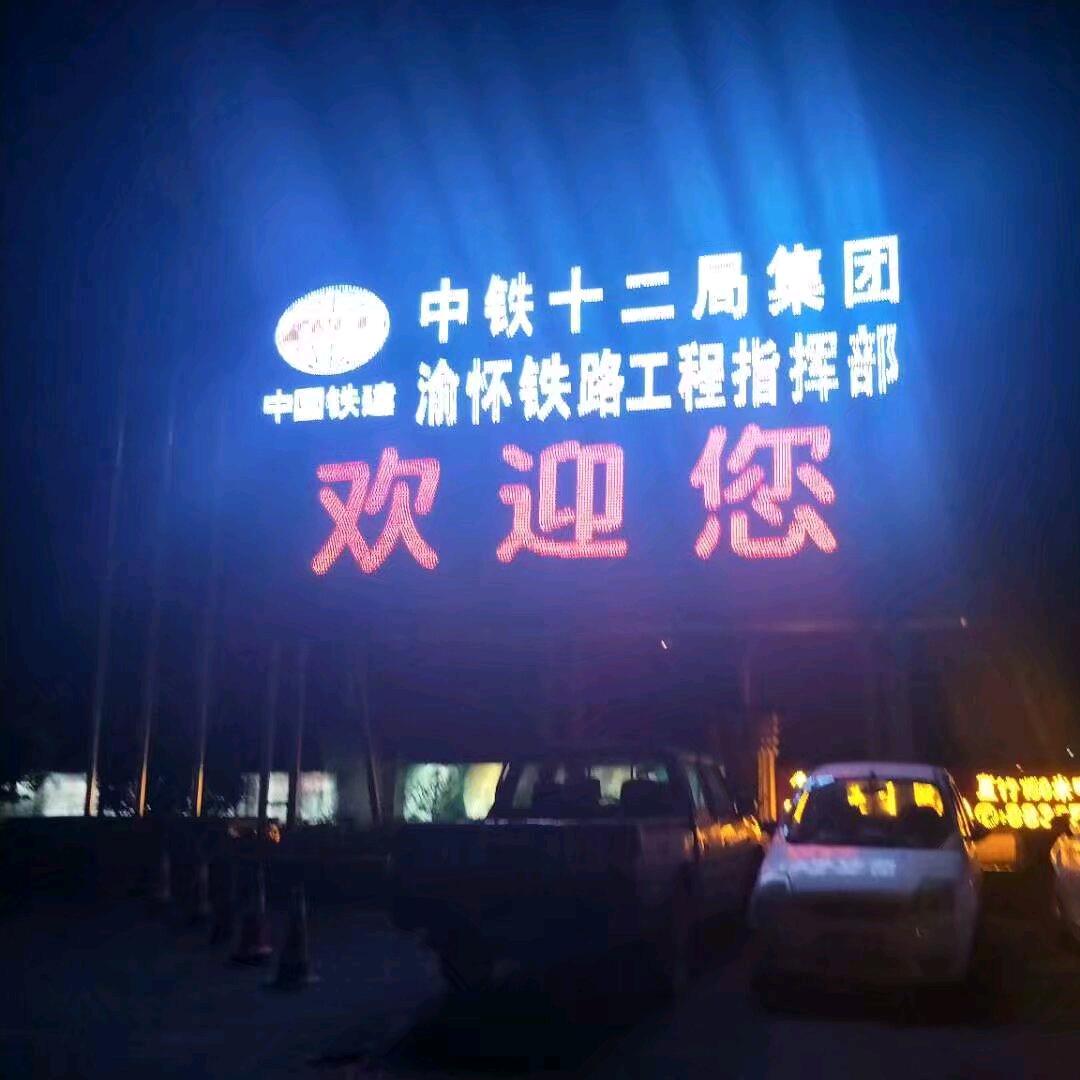 中铁十二局集团
中国铁建
渝怀铁路工程指挥部
欢迎您